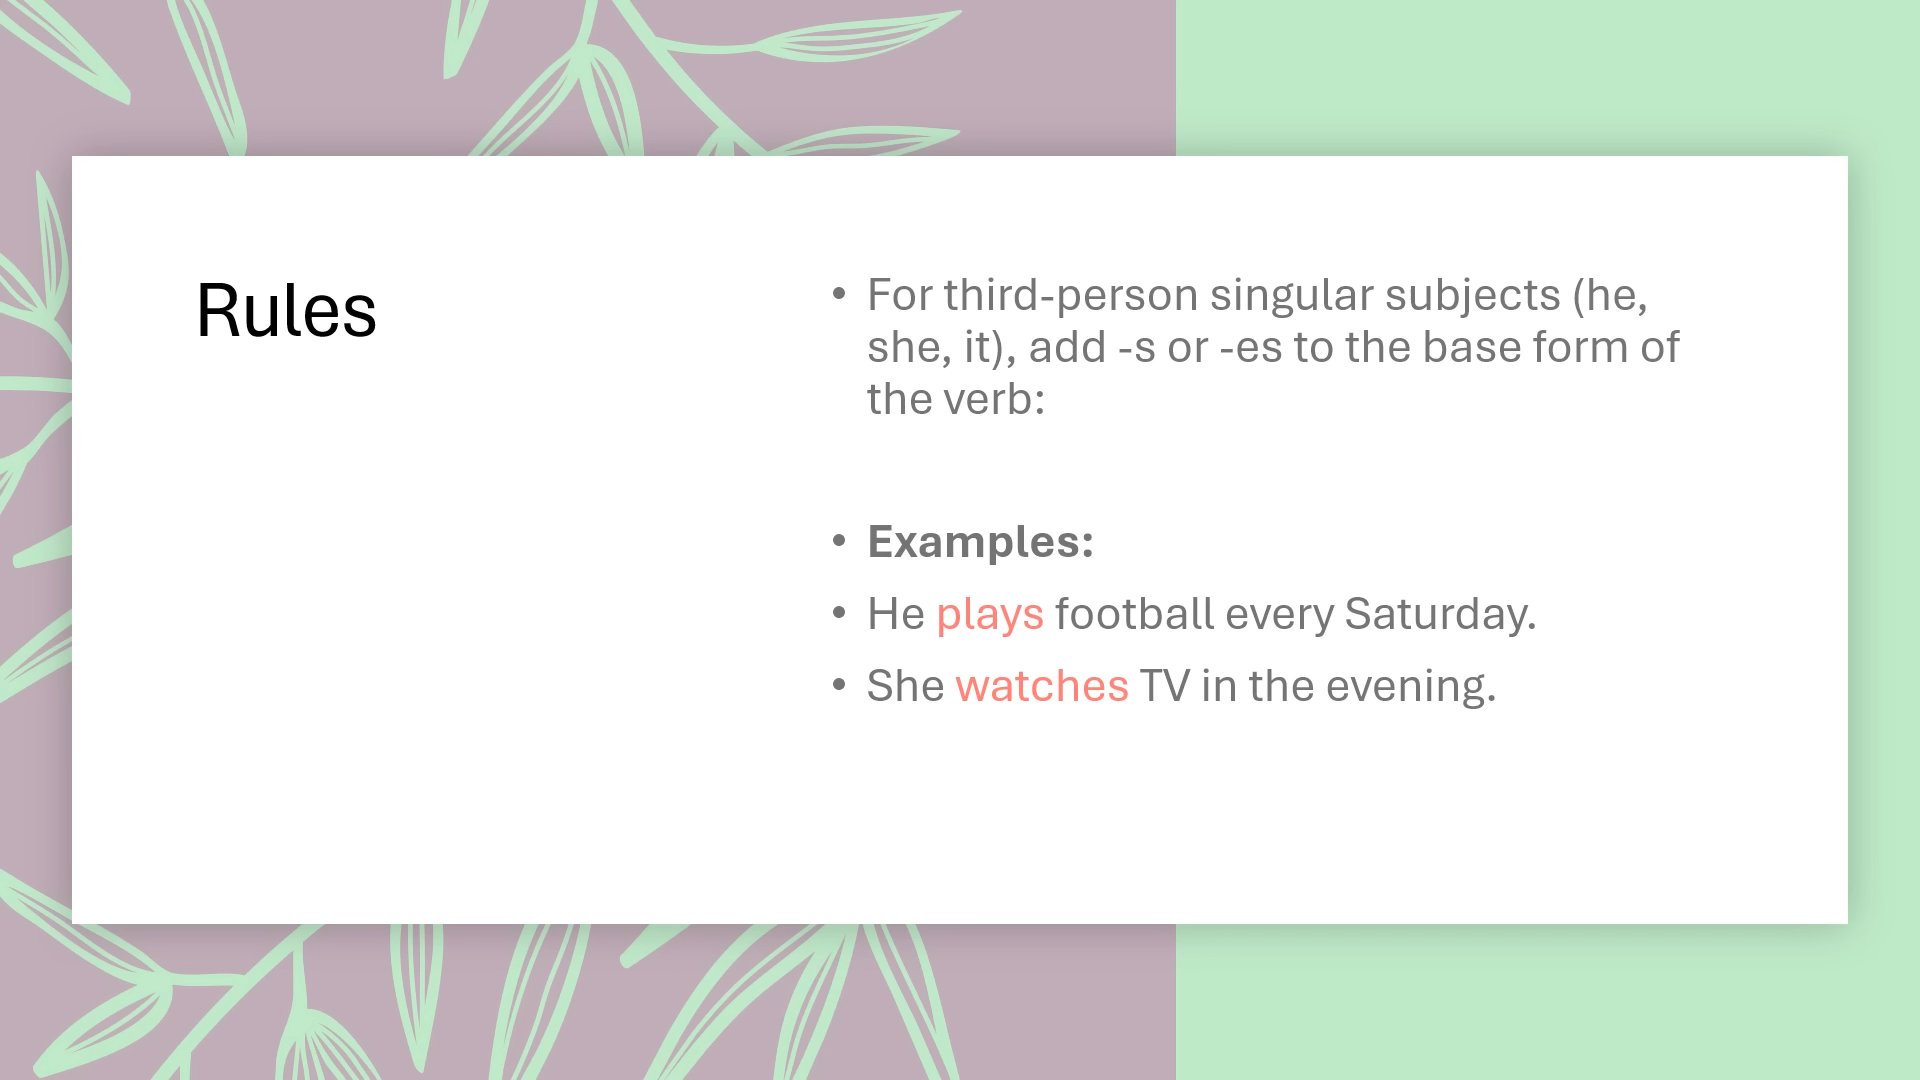 Rules
• For third-person singular subjects (he,
she, it), add -s or -es to the base form of
the verb:
• Examples:
• He plays football every Saturday.
• She watches TV in the evening.